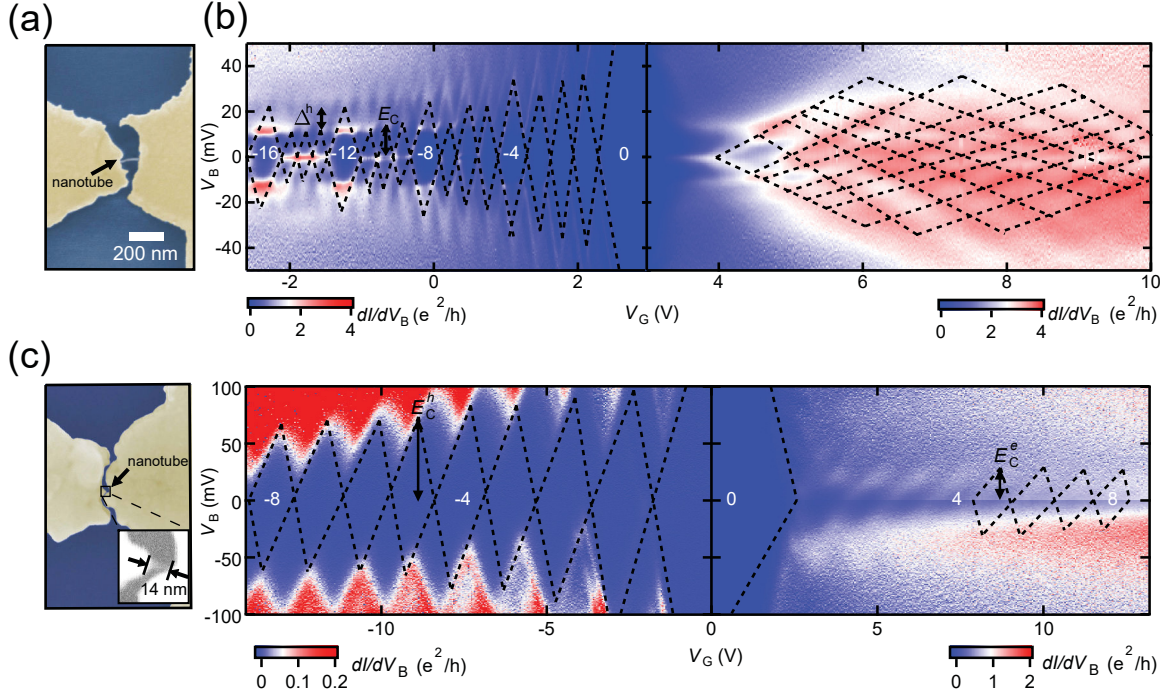 (a)
nanotube
200 nm
(b)
V_B (mV)
40
20
0
-20
-40
Δ^h
E_C
-16
-12
-8
-4
0
-2
0
2
4
6
8
10
V_G (V)
0
2
4
dI/dV_B (e^2/h)
0
2
4
dI/dV_B (e^2/h)
(c)
nanotube
14 nm
V_B (mV)
100
50
0
-50
-100
E_C^h
E_C^e
-8
-4
0
4
8
-10
-5
0
5
10
V_G (V)
0
0.1
0.2
dI/dV_B (e^2/h)
0
1
2
dI/dV_B (e^2/h)